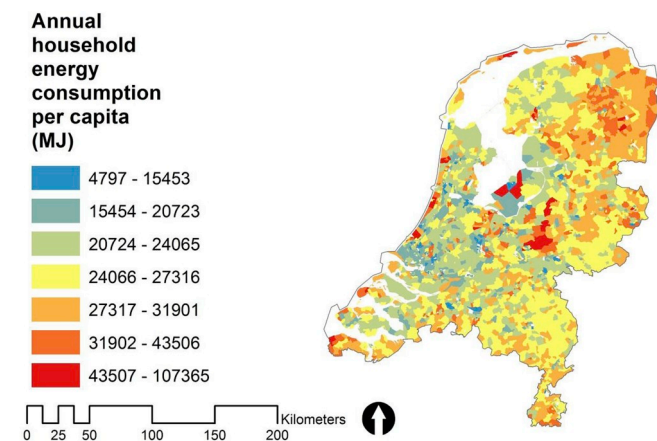 Annual
household
energy
consumption
per capita
(MJ)
4797 - 15453
15454 - 20723
20724 - 24065
24066 - 27316
27317 - 31901
31902 - 43506
43507 - 107365
Kilometers
0 25 50 100 150 200